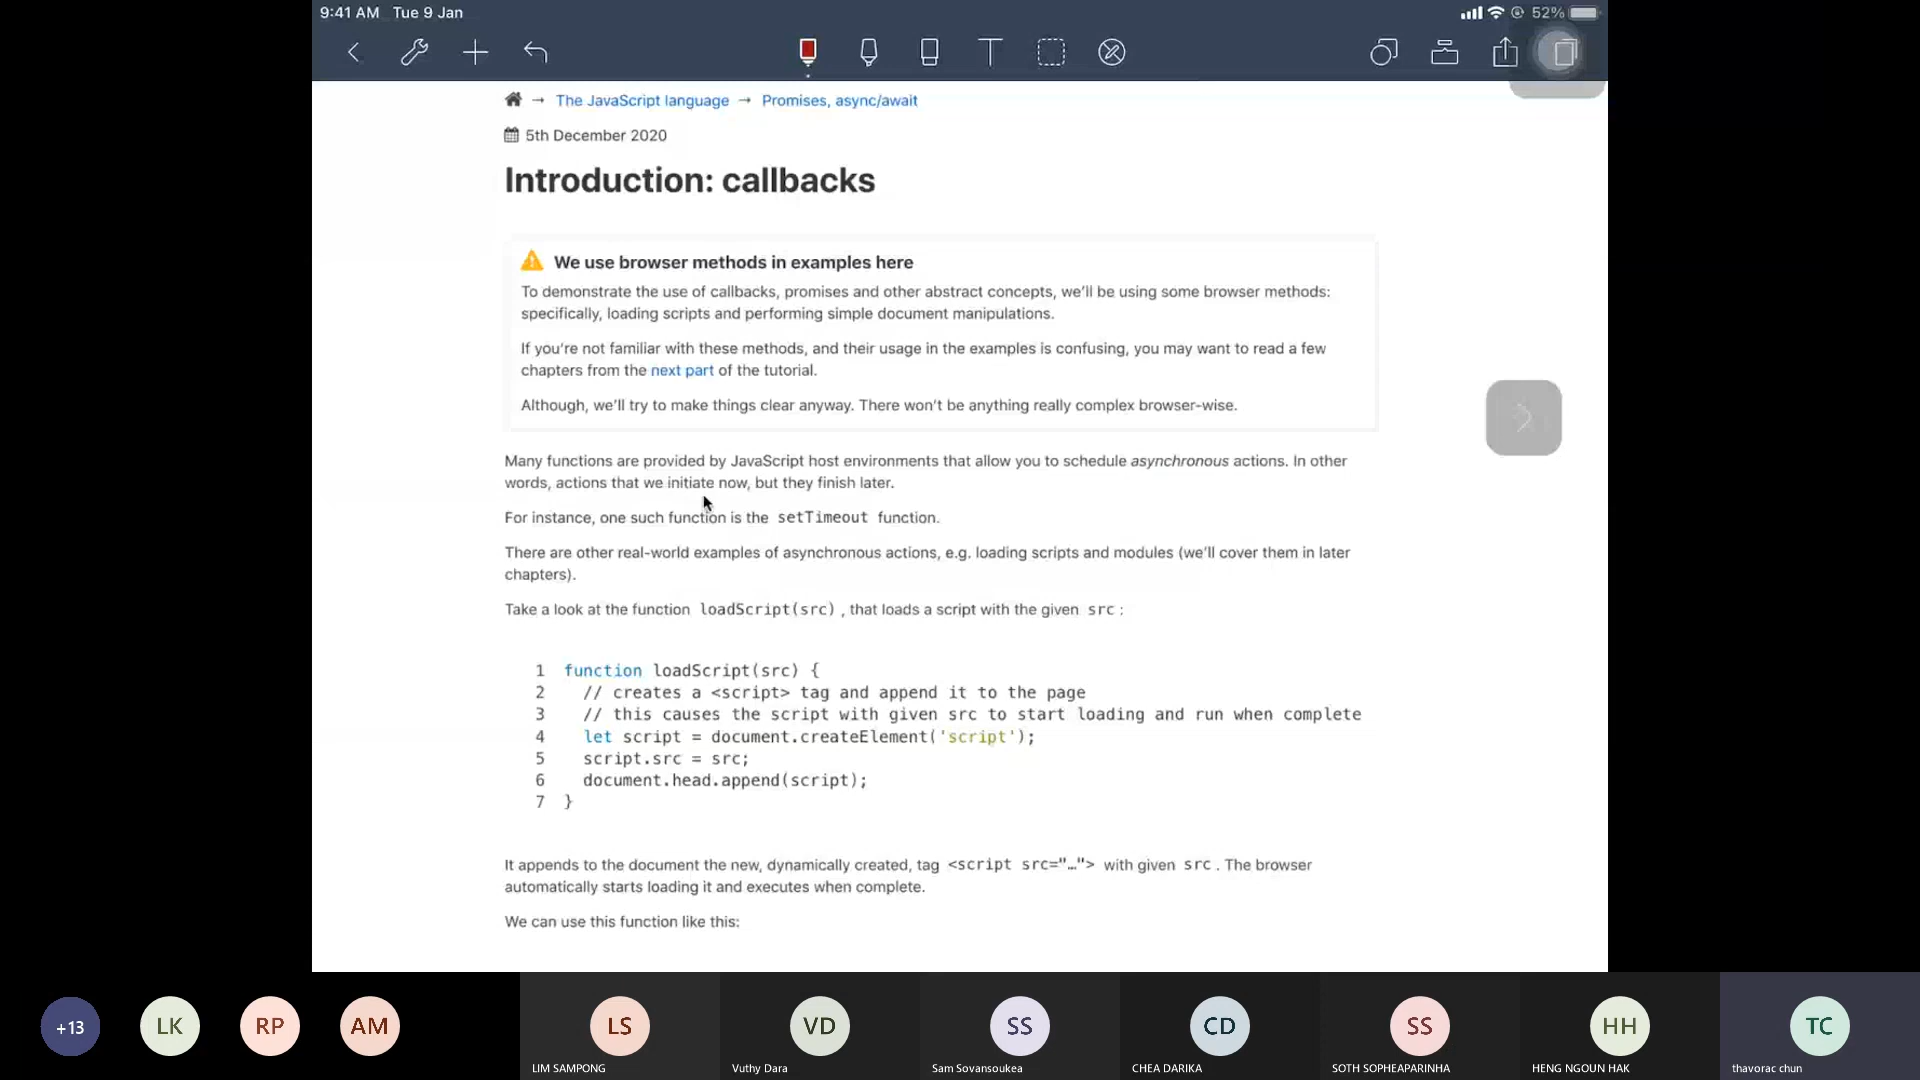 9:41 AM Tue 9 Jan
52%
→ The JavaScript language → Promises, async/await
5th December 2020
Introduction: callbacks
We use browser methods in examples here
To demonstrate the use of callbacks, promises and other abstract concepts, we'll be using some browser methods:
specifically, loading scripts and performing simple document manipulations.
If you're not familiar with these methods, and their usage in the examples is confusing, you may want to read a few
chapters from the next part of the tutorial.
Although, we'll try to make things clear anyway. There won't be anything really complex browser-wise.
Many functions are provided by JavaScript host environments that allow you to schedule asynchronous actions. In other
words, actions that we initiate now, but they finish later.
For instance, one such function is the setTimeout function.
There are other real-world examples of asynchronous actions, e.g. loading scripts and modules (we'll cover them in later
chapters).
Take a look at the function loadScript(src) , that loads a script with the given src :
1 function loadScript(src) {
2 // creates a <script> tag and append it to the page
3 // this causes the script with given src to start loading and run when complete
4 let script = document.createElement('script');
5 script.src = src;
6 document.head.append(script);
7 }
It appends to the document the new, dynamically created, tag <script src="…"> with given src . The browser
automatically starts loading it and executes when complete.
We can use this function like this:
+13 LK RP AM LS VD SS CD SS HH TC
LIM SAMPONG Vuthy Dara Sam Sovansoukea CHEA DARIKA SOTH SOPHEAPARINHA HENG NGOUN HAK thavorac chun